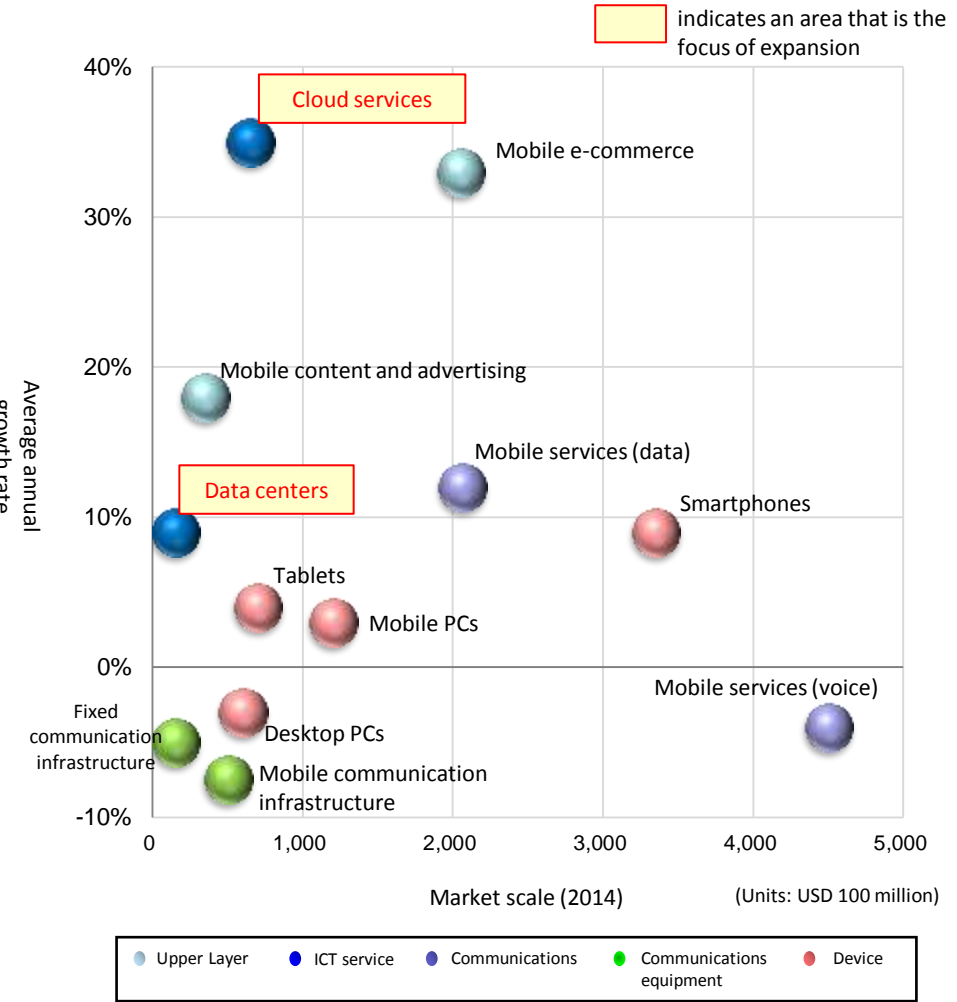 indicates an area that is the
focus of expansion
40%
Cloud services
Mobile e-commerce
30%
20%
Mobile content and advertising
Average annual
growth rate
Mobile services (data)
Data centers
Smartphones
10%
Tablets
Mobile PCs
0%
Mobile services (voice)
Fixed
communication
infrastructure
Desktop PCs
Mobile communication
infrastructure
-10%
0
1,000
2,000
3,000
4,000
5,000
Market scale (2014)
(Units: USD 100 million)
Upper Layer
ICT service
Communications
Communications
equipment
Device